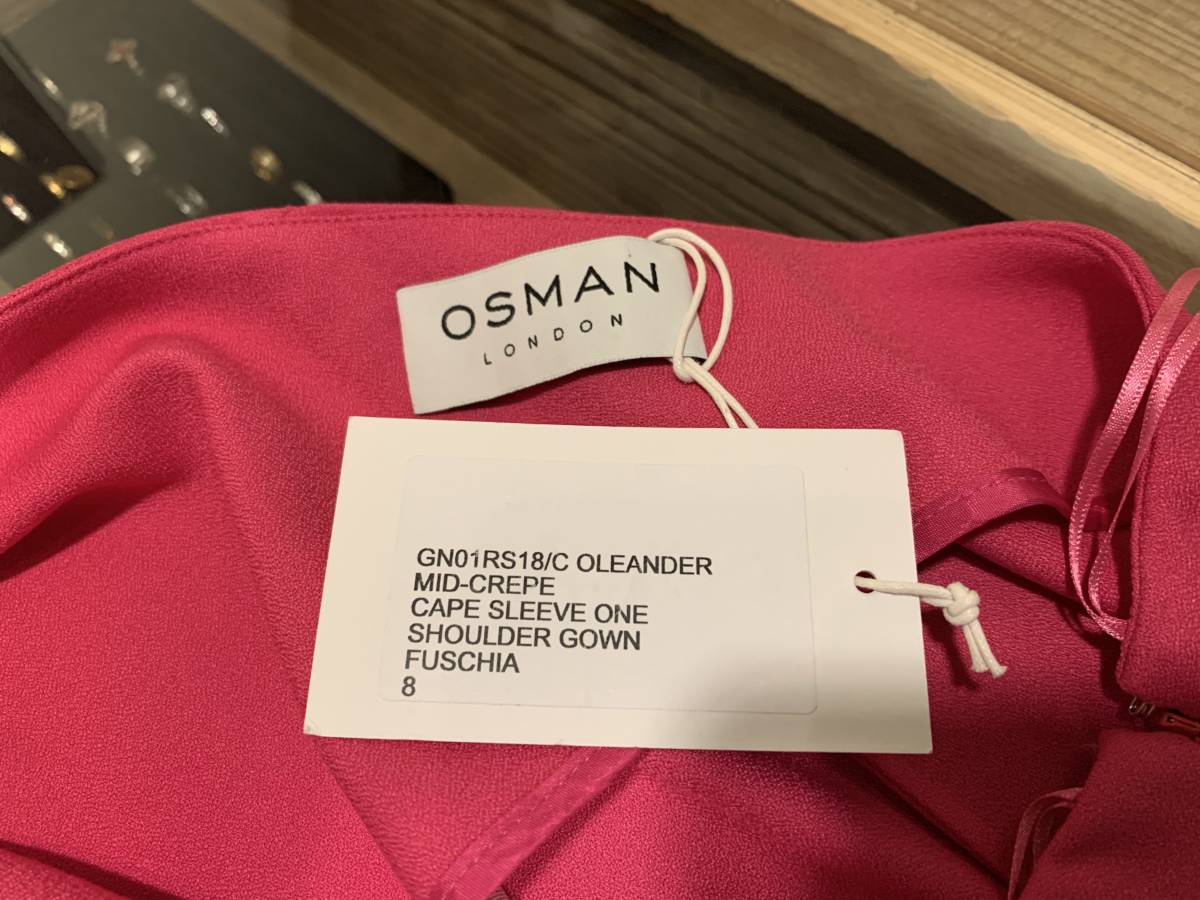 OSMAN
LONDON
GN01RS18/C OLEANDER
MID-CREPE
CAPE SLEEVE ONE
SHOULDER GOWN
FUSCHIA
8